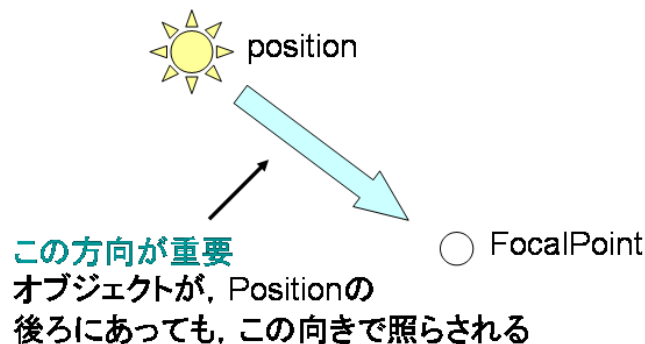 position
FocalPoint
この方向が重要
オブジェクトが, Positionの
後ろにあっても, この向きで照らされる